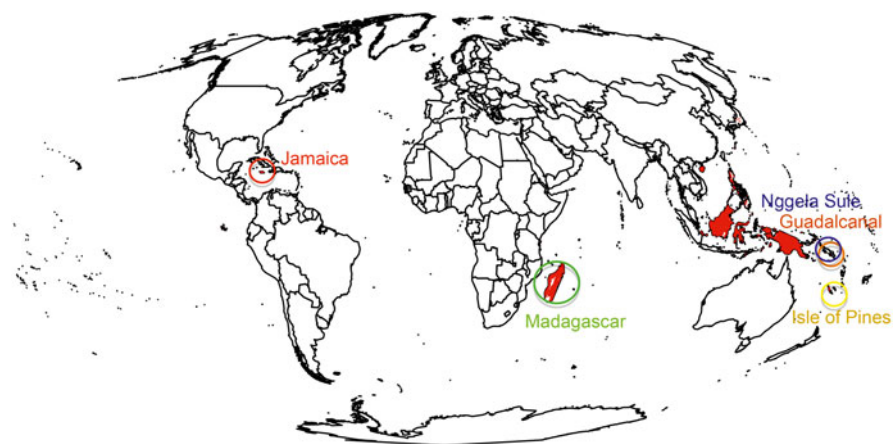 Jamaica
Nggela Sule
Guadalcanal
Madagascar
Isle of Pines